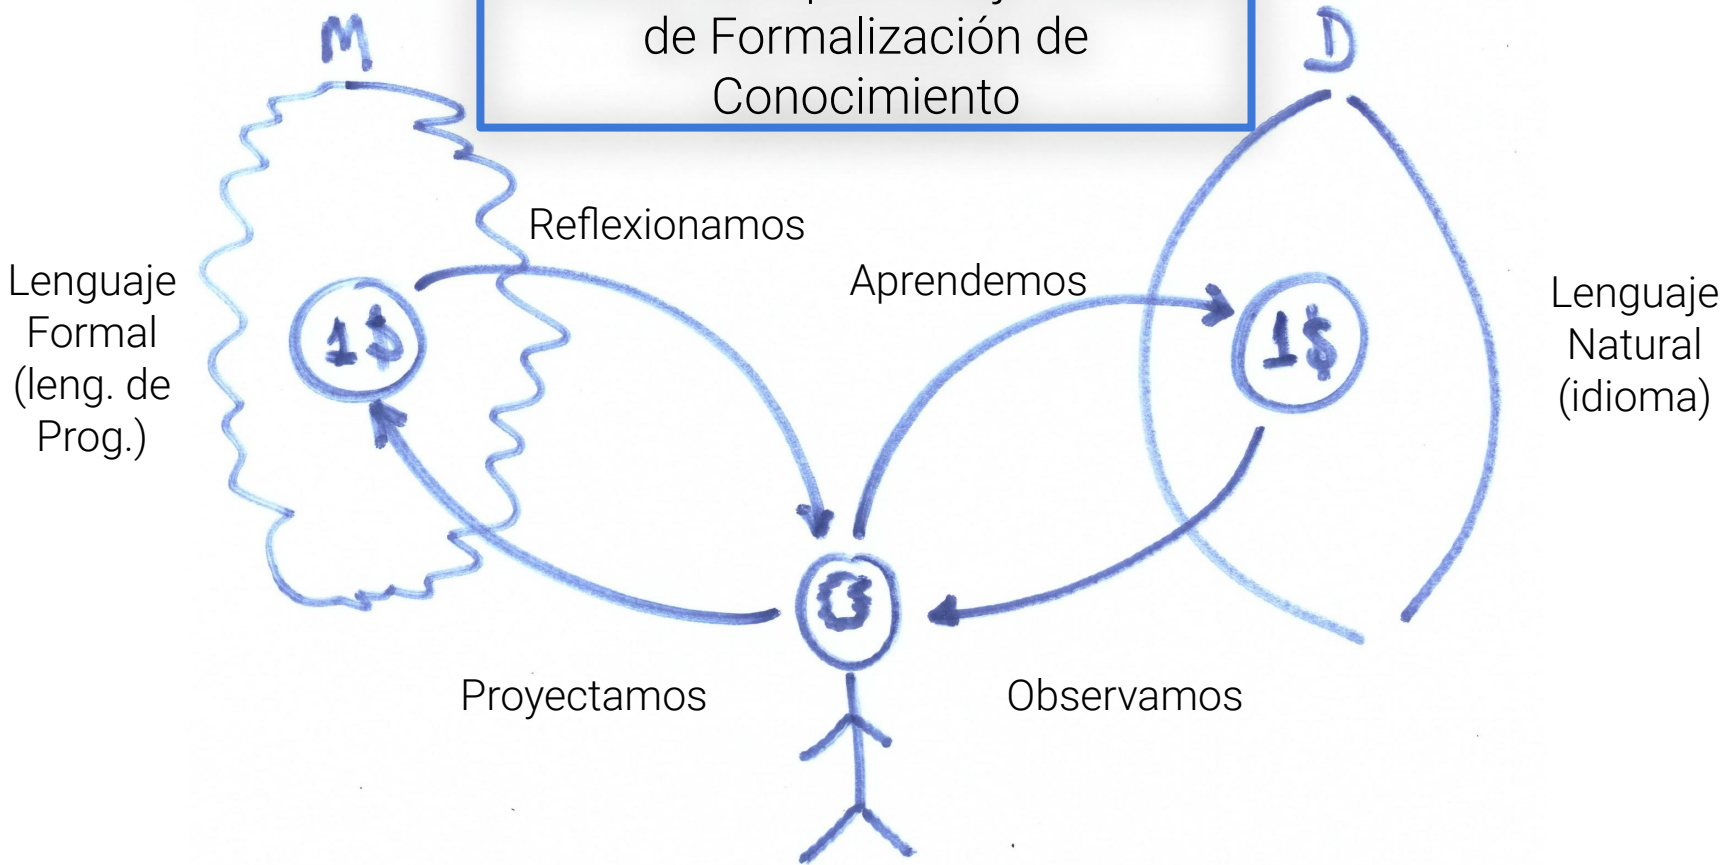 de Formalización de
Conocimiento
M
D
Reflexionamos
Aprendemos
Lenguaje
Formal
(leng. de
Prog.)
1$
1$
Lenguaje
Natural
(idioma)
Proyectamos
Observamos